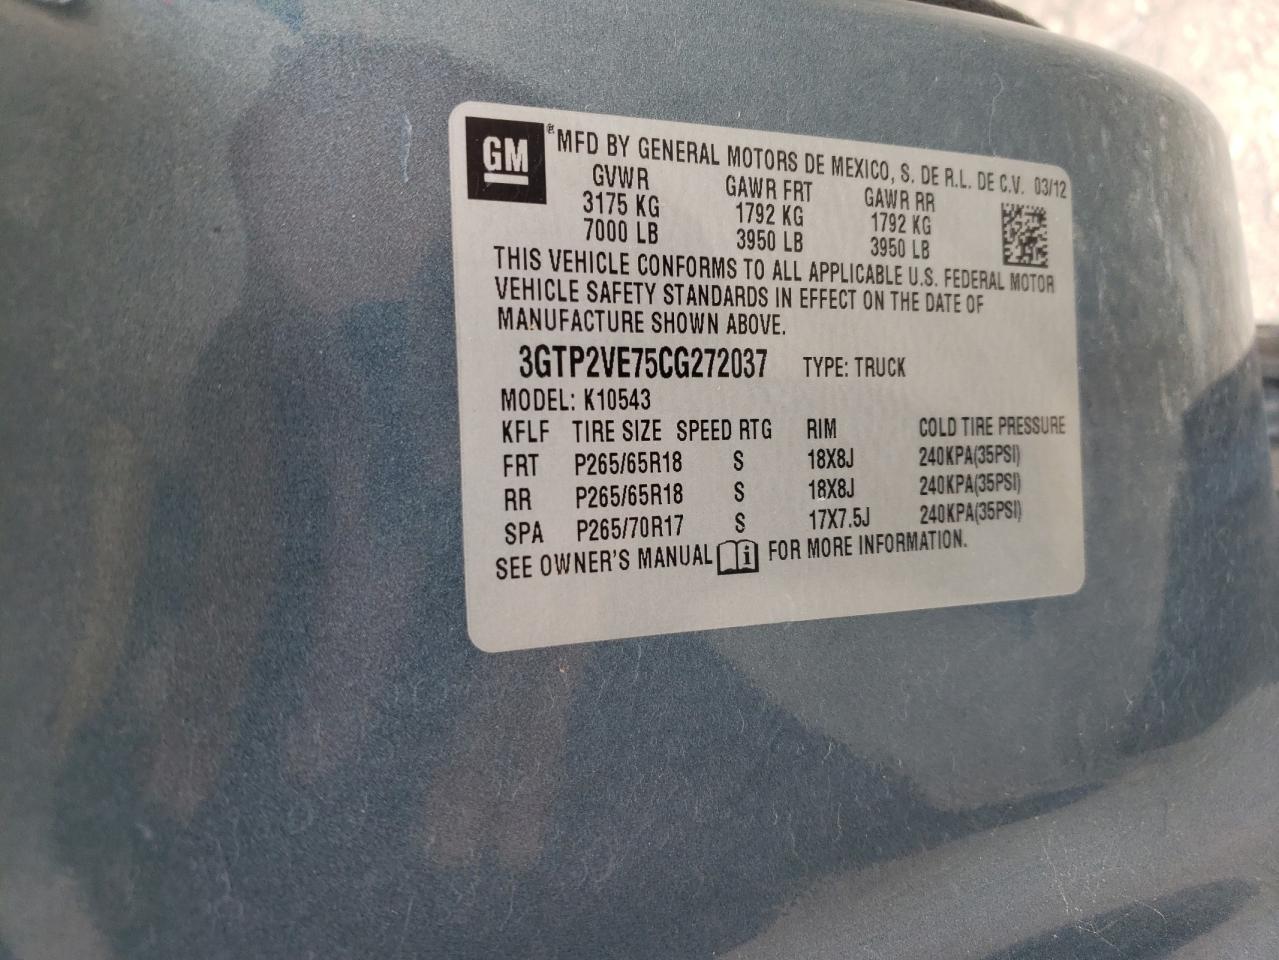 GM ® MFD BY GENERAL MOTORS DE MEXICO, S. DE R.L. DE C.V. 03/12
GVWR GAWR FRT GAWR RR
3175 KG 1792 KG 1792 KG
7000 LB 3950 LB 3950 LB
THIS VEHICLE CONFORMS TO ALL APPLICABLE U.S. FEDERAL MOTOR
VEHICLE SAFETY STANDARDS IN EFFECT ON THE DATE OF
MANUFACTURE SHOWN ABOVE.
3GTP2VE75CG272037 TYPE: TRUCK
MODEL: K10543
KFLF TIRE SIZE SPEED RTG RIM COLD TIRE PRESSURE
FRT P265/65R18 S 18X8J 240KPA(35PSI)
RR P265/65R18 S 18X8J 240KPA(35PSI)
SPA P265/70R17 S 17X7.5J 240KPA(35PSI)
SEE OWNER'S MANUAL i FOR MORE INFORMATION.